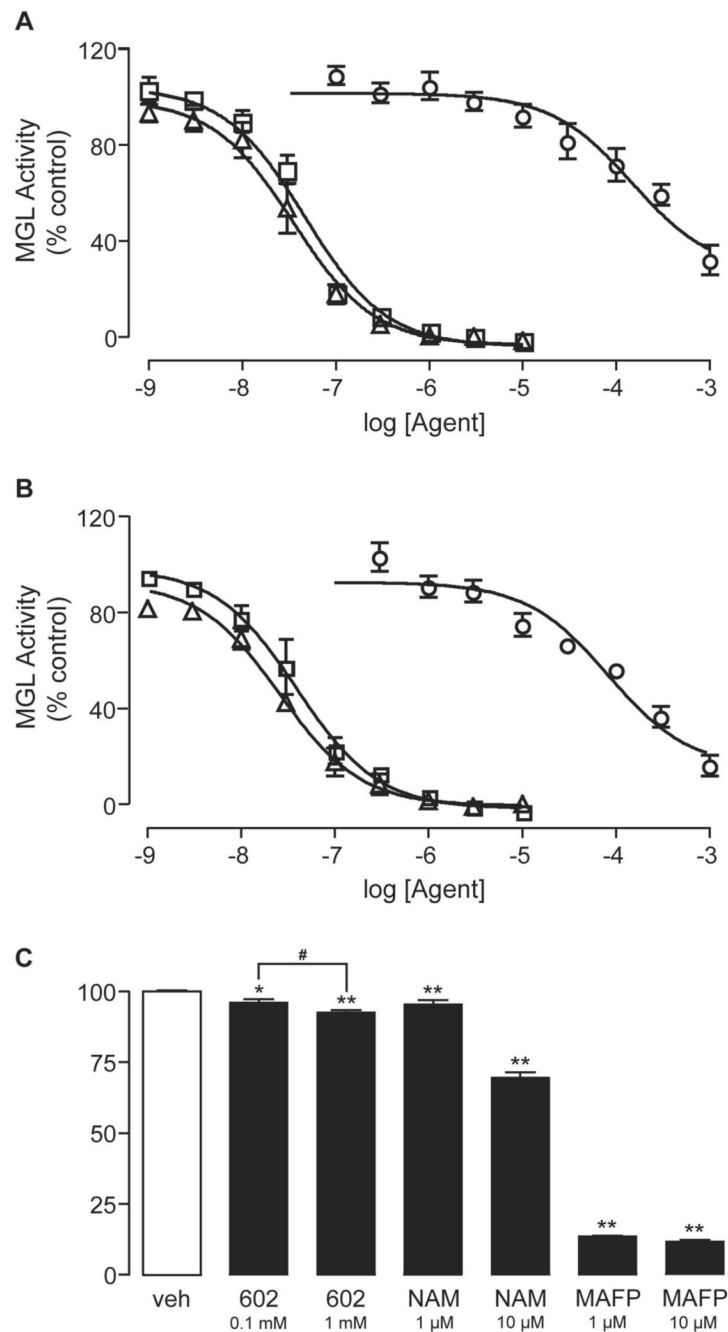 A
120
80
40
0
MGL Activity
(% control)
-9 -8 -7 -6 -5 -4 -3
log [Agent]
B
120
80
40
0
MGL Activity
(% control)
-9 -8 -7 -6 -5 -4 -3
log [Agent]
C
#
100
75
50
25
0
* ** ** ** ** **
veh 602 602 NAM NAM MAFP MAFP
0.1 mM 1 mM 1 µM 10 µM 1 µM 10 µM